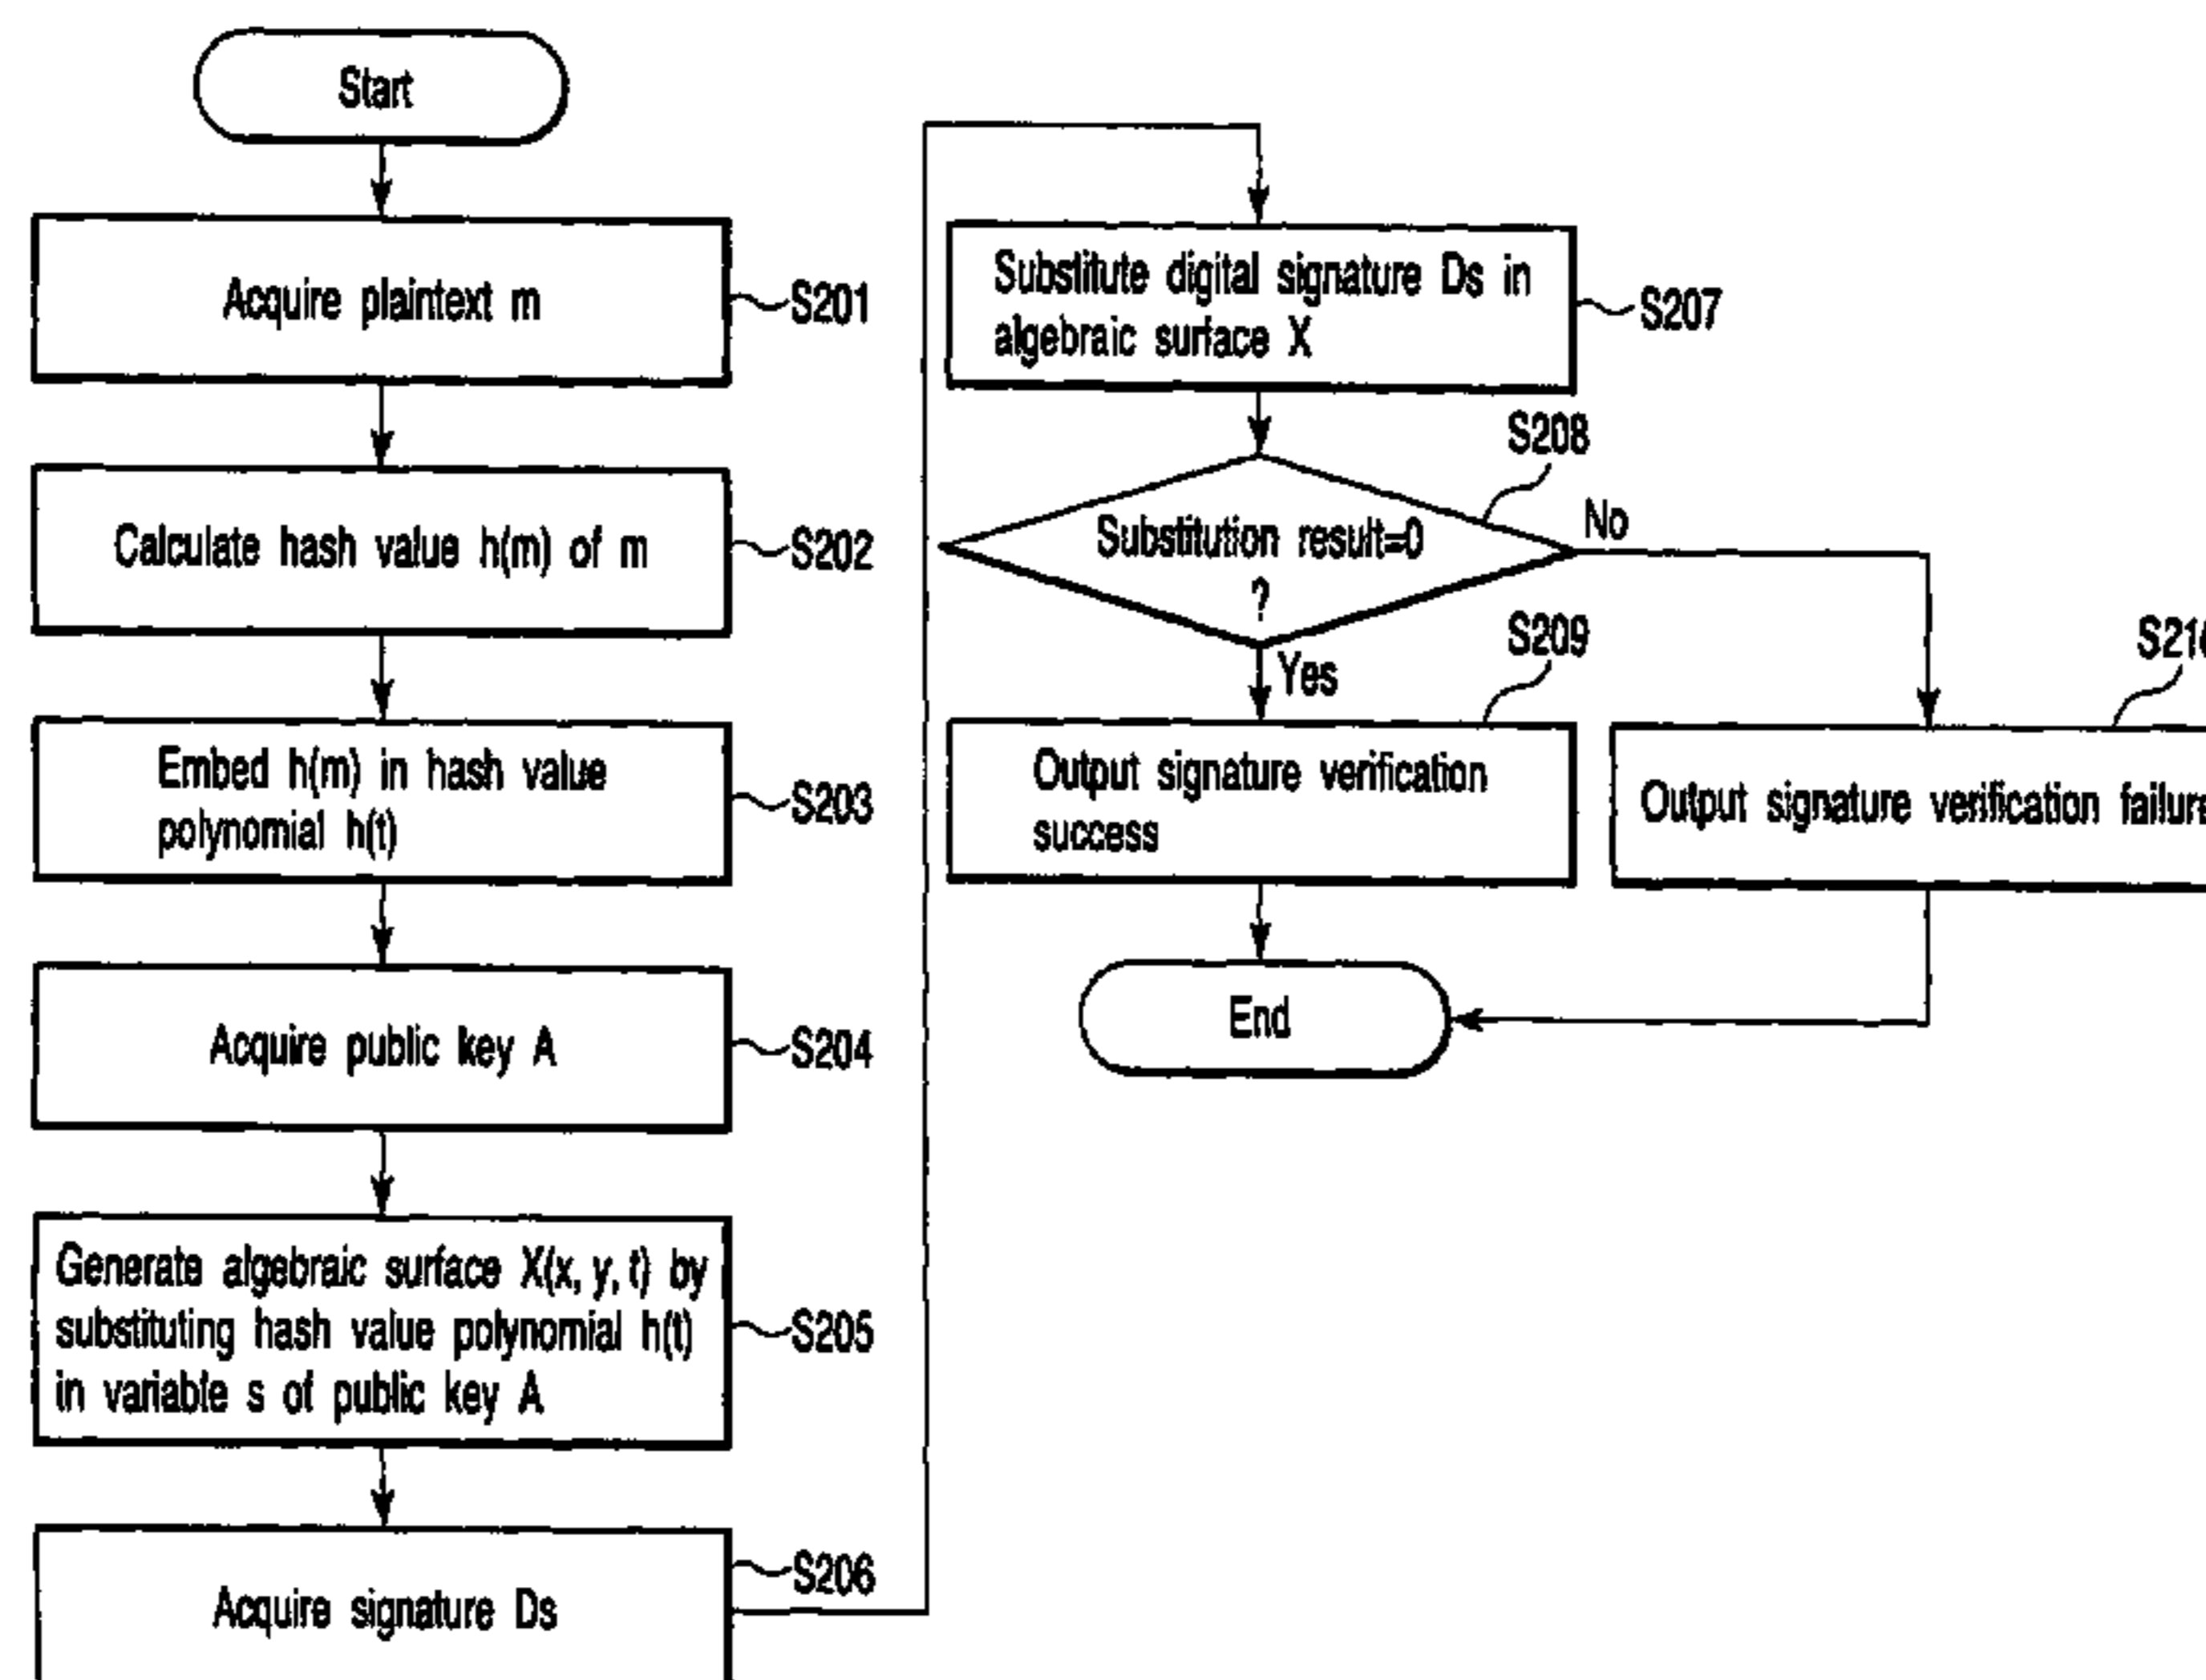 Start
Acquire plaintext m
S201
Calculate hash value h(m) of m
S202
Embed h(m) in hash value
polynomial h(t)
S203
Acquire public key A
S204
Generate algebraic surface X(x, y, t) by
substituting hash value polynomial h(t)
in variable s of public key A
S205
Acquire signature Ds
S206
Substitute digital signature Ds in
algebraic surface X
S207
Substitution result=0
?
S208
No
Yes
Output signature verification
success
S209
Output signature verification failure
End